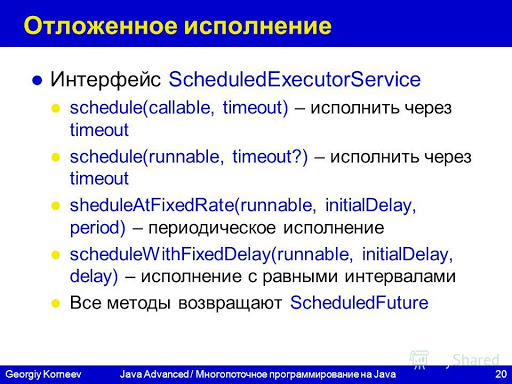 Отложенное исполнение
Интерфейс ScheduledExecutorService
schedule(callable, timeout) – исполнить через
timeout
schedule(runnable, timeout?) – исполнить через
timeout
sheduleAtFixedRate(runnable, initialDelay,
period) – периодическое исполнение
scheduleWithFixedDelay(runnable, initialDelay,
delay) – исполнение с равными интервалами
Все методы возвращают ScheduledFuture
MyShared
Georgiy Korneev Java Advanced / Многопоточное программирование на Java 20